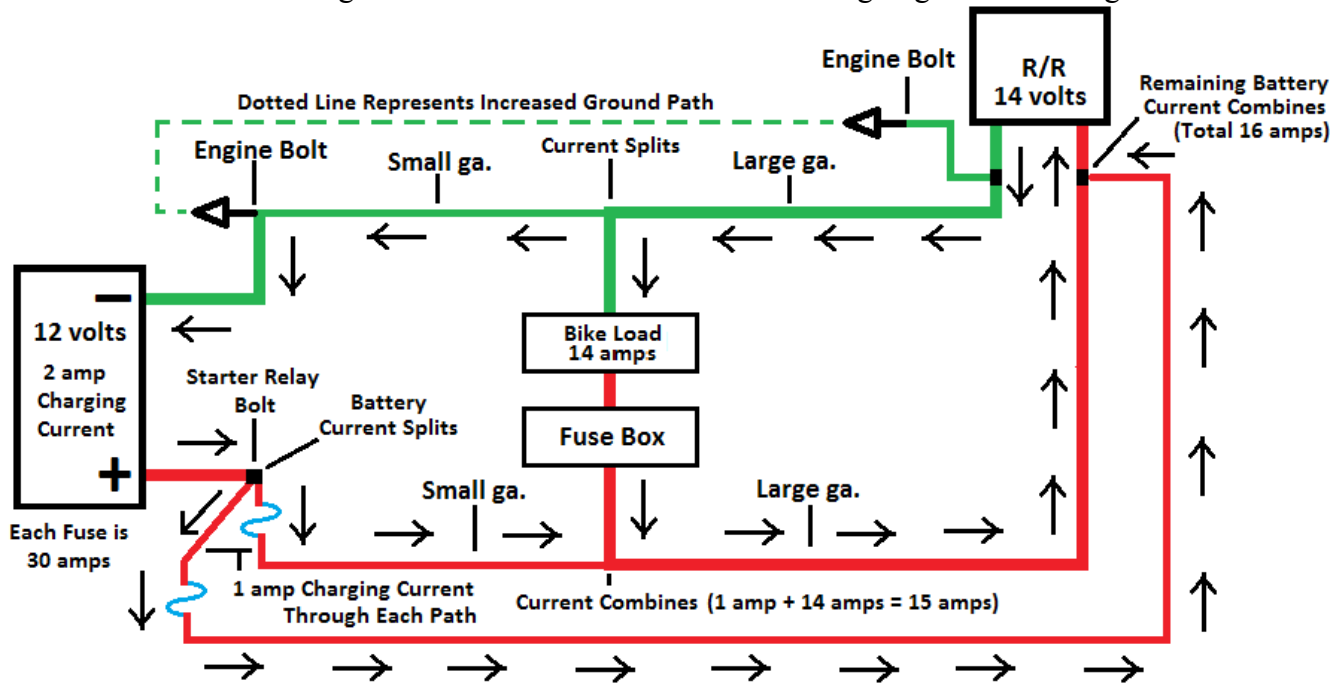 Engine Bolt
R/R
14 volts
Remaining Battery
Current Combines
(Total 16 amps)
Dotted Line Represents Increased Ground Path
Engine Bolt
Small ga.
Current Splits
Large ga.
–
12 volts
2 amp
Charging
Current
+
Starter Relay
Bolt
Battery
Current Splits
Bike Load
14 amps
Fuse Box
Small ga.
Large ga.
Each Fuse is
30 amps
1 amp Charging Current
Through Each Path
Current Combines (1 amp + 14 amps = 15 amps)